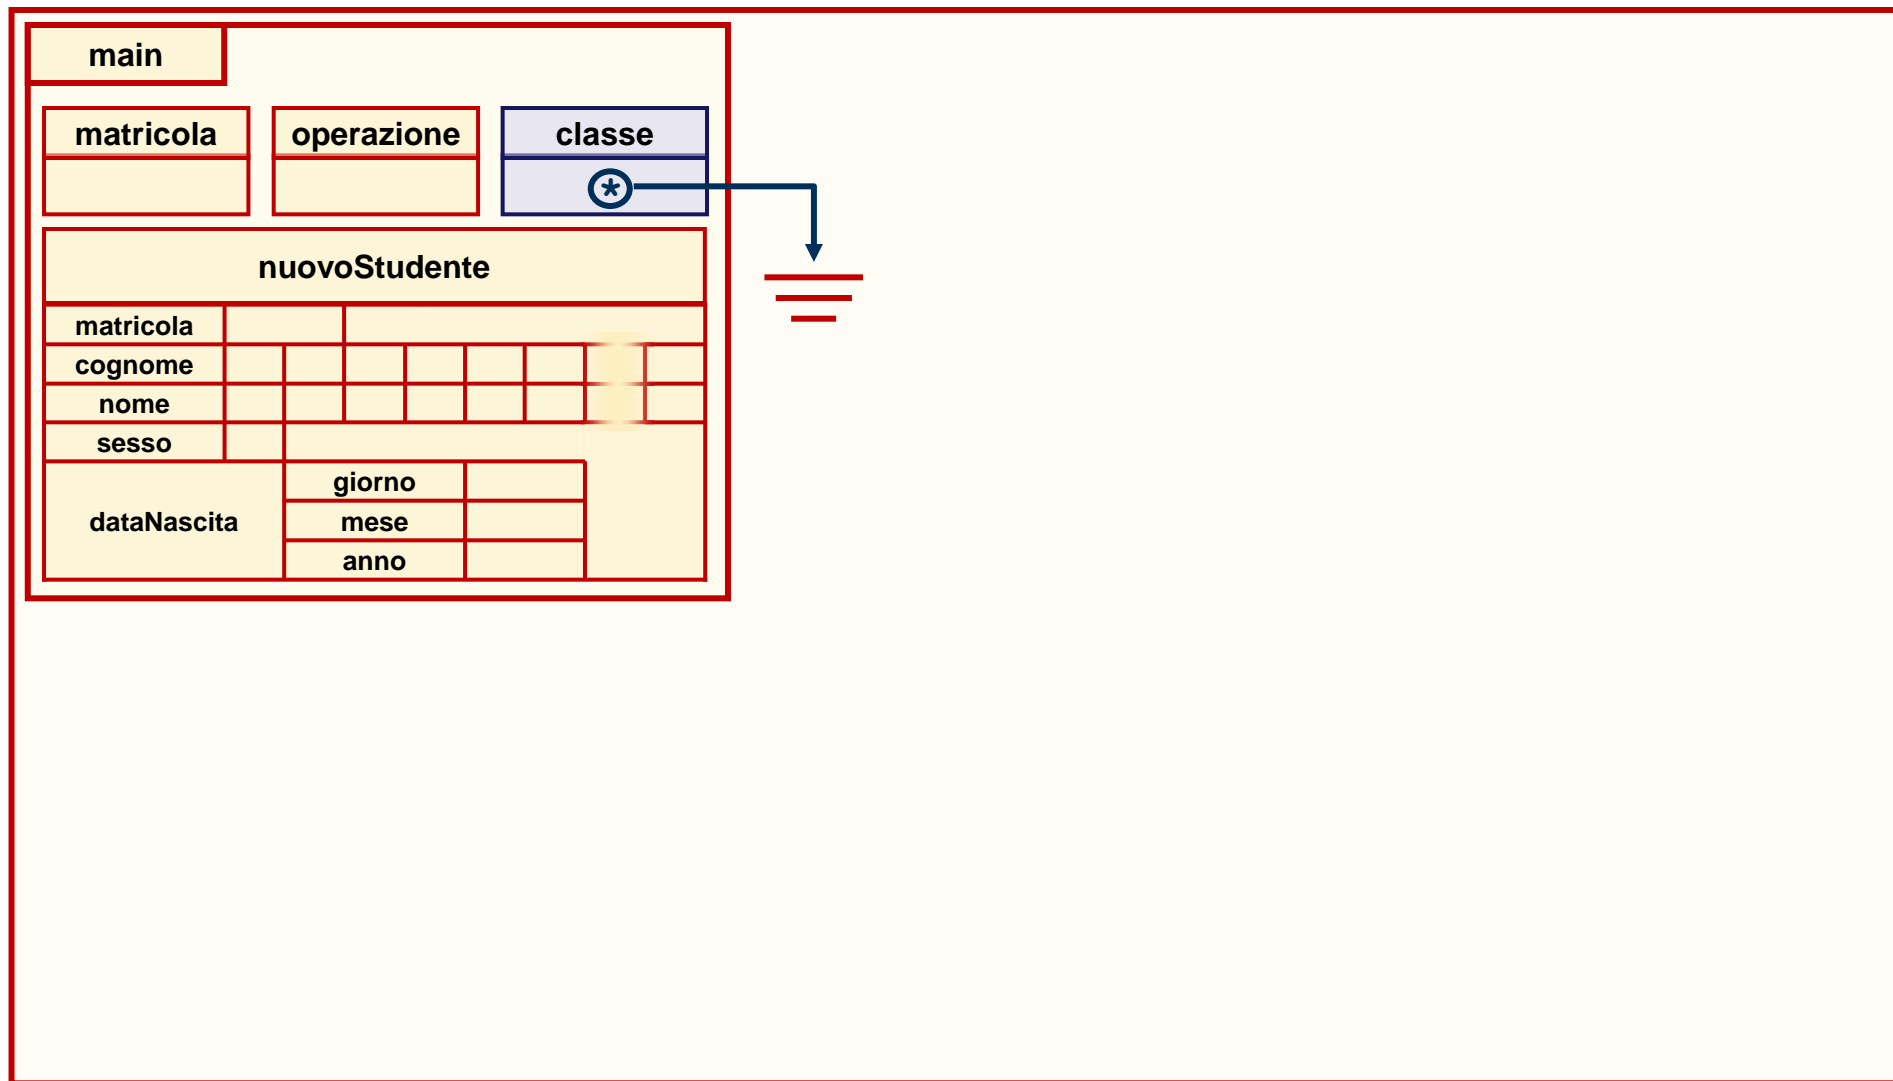 main
matricola
operazione
classe
*
nuovoStudente
matricola
cognome
nome
sesso
dataNascita
giorno
mese
anno